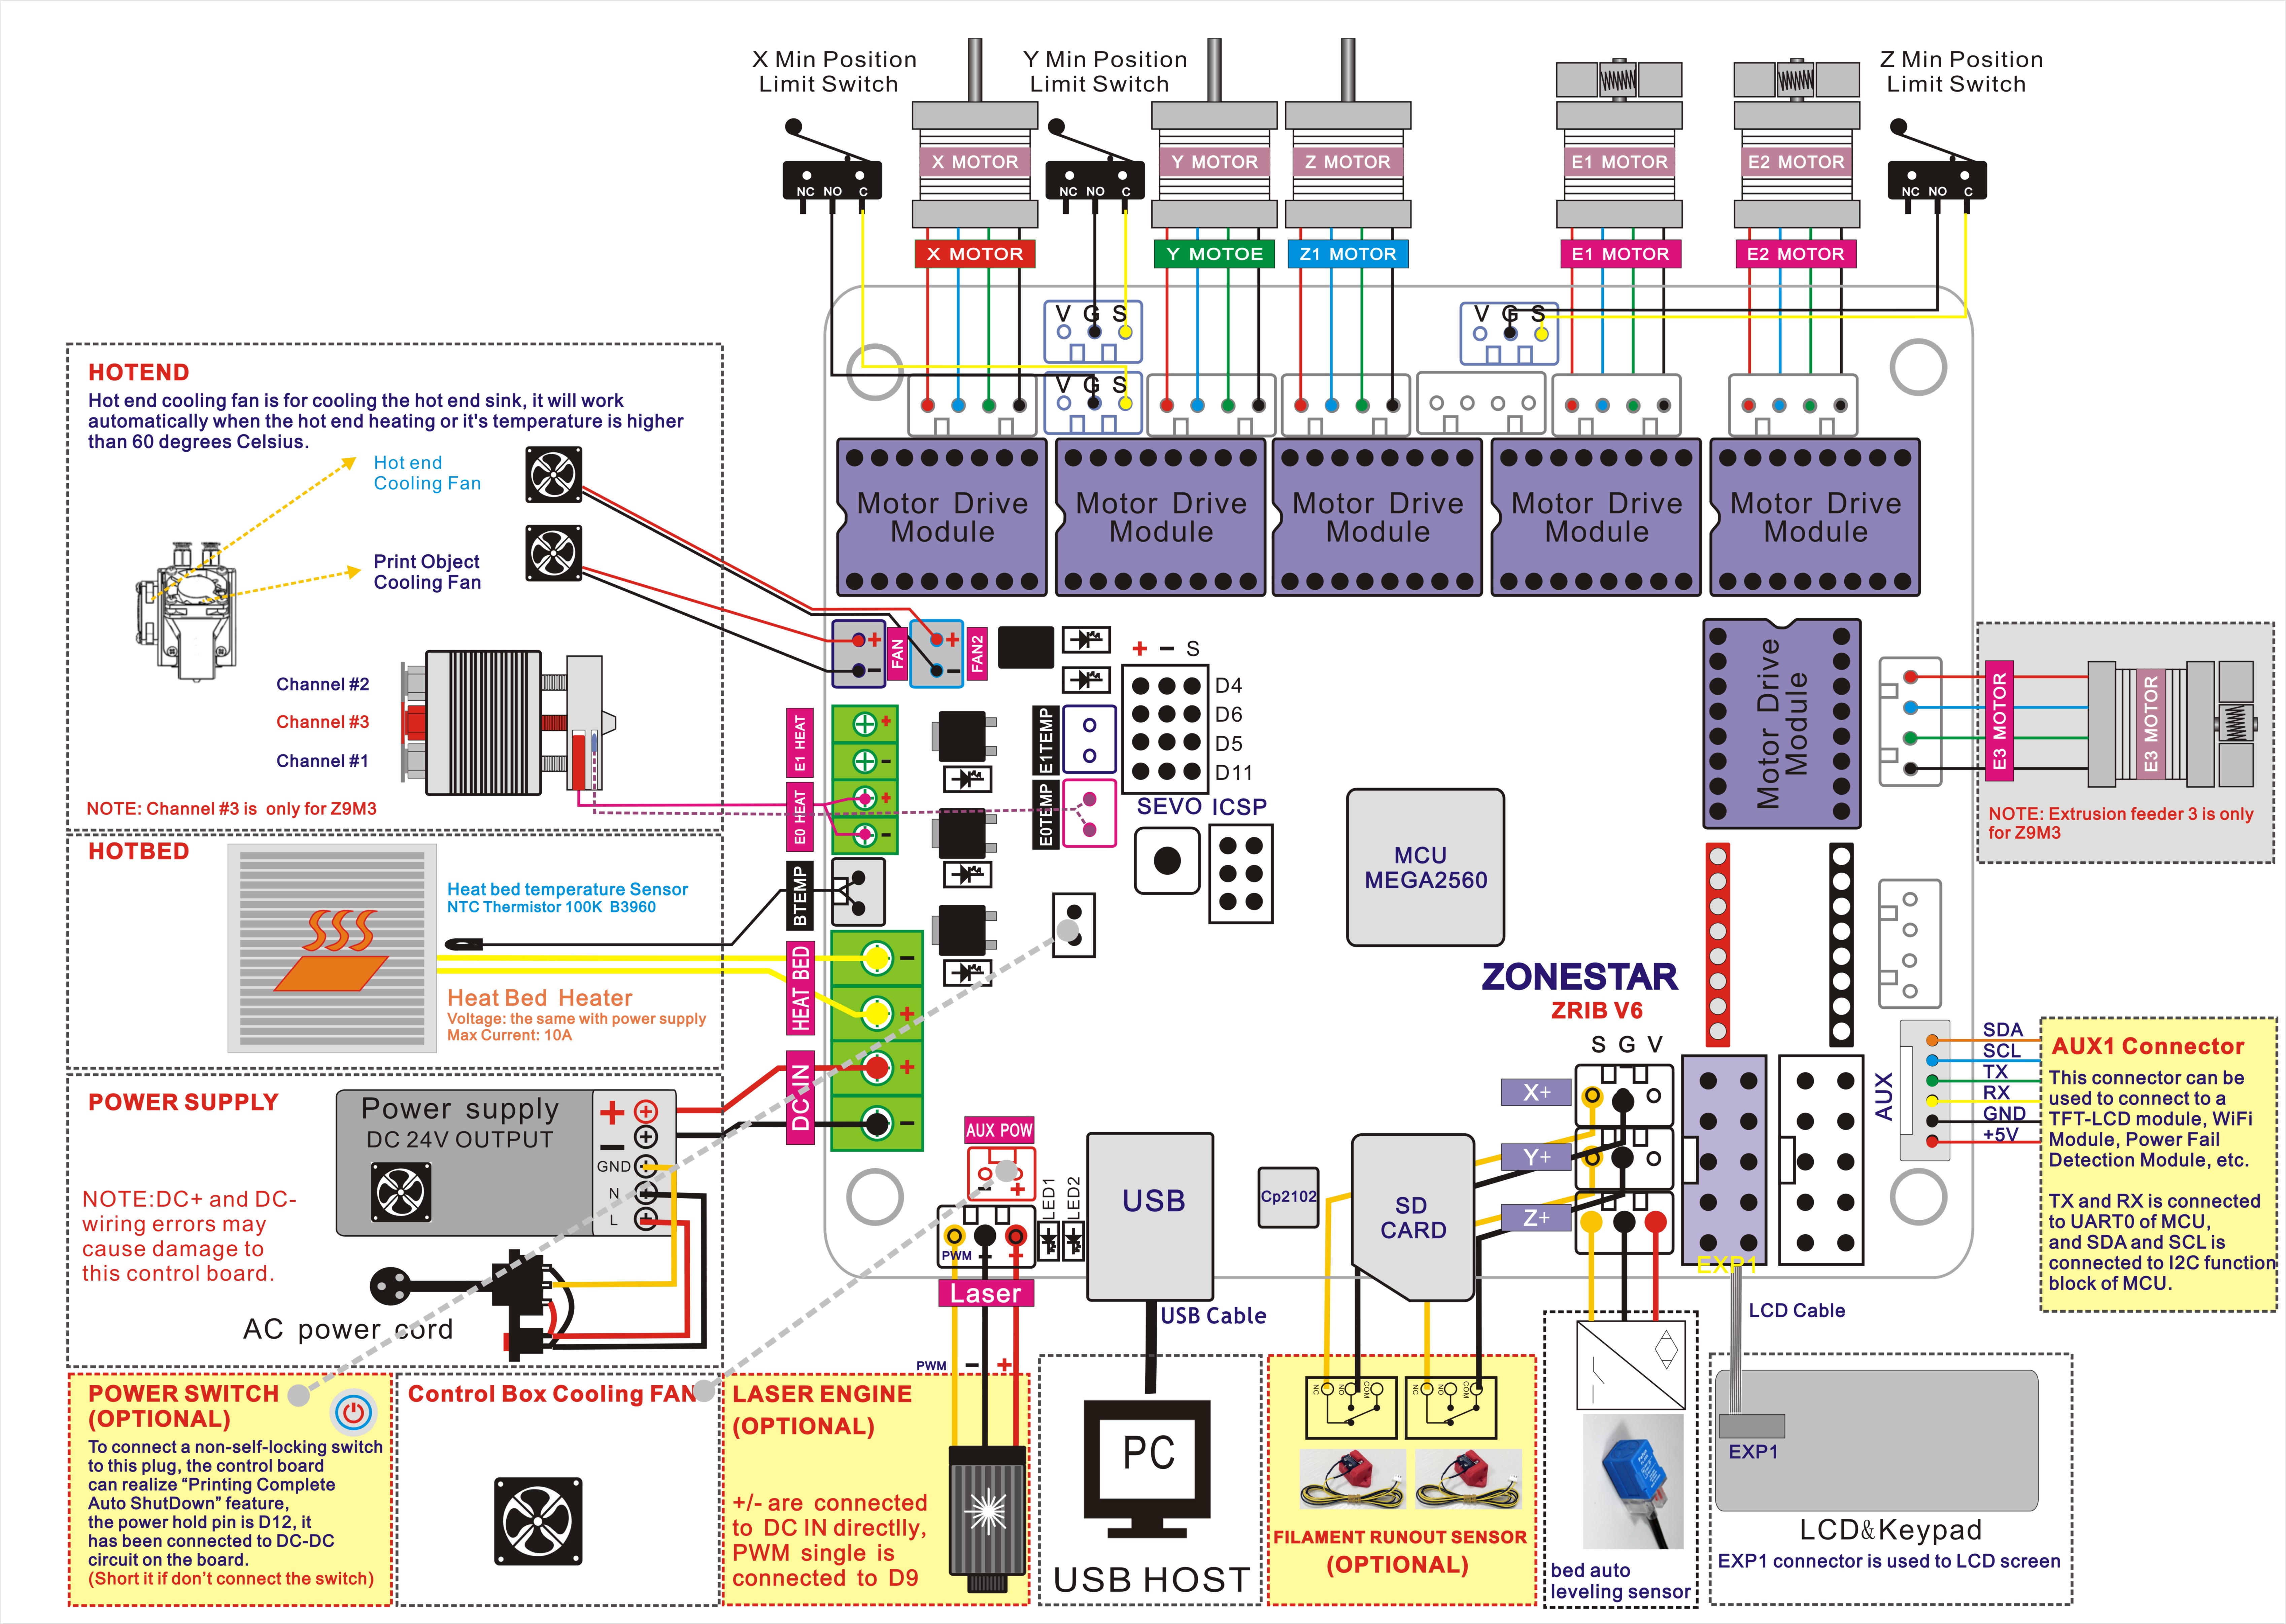 X Min Position
Limit Switch
Y Min Position
Limit Switch
Z Min Position
Limit Switch
NC NO C
X MOTOR
NC NO C
Y MOTOR
Z MOTOR
E1 MOTOR
E2 MOTOR
NC NO C
X MOTOR
Y MOTOE
Z1 MOTOR
E1 MOTOR
E2 MOTOR
V G S
V G S
V G S
Motor Drive
Module
Motor Drive
Module
Motor Drive
Module
Motor Drive
Module
Motor Drive
Module
HOTEND
Hot end cooling fan is for cooling the hot end sink, it will work
automatically when the hot end heating or it's temperature is higher
than 60 degrees Celsius.
Hot end
Cooling Fan
Print Object
Cooling Fan
Channel #2
Channel #3
Channel #1
NOTE: Channel #3 is only for Z9M3
+
-
FAN
+
-
FAN2
E1 HEAT
+
-
E0 HEAT
+
-
E1TEMP
E0TEMP
+ - S
D4
D6
D5
D11
SEVO ICSP
MCU
MEGA2560
Motor Drive
Module
E3 MOTOR
E3 MOTOR
NOTE: Extrusion feeder 3 is only
for Z9M3
HOTBED
Heat bed temperature Sensor
NTC Thermistor 100K B3960
Heat Bed Heater
Voltage: the same with power supply
Max Current: 10A
BTEMP
HEAT BED
-
+
DC IN
+
-
ZONESTAR
ZRIB V6
S G V
X+
Y+
Z+
EXP1
AUX
SDA
SCL
TX
RX
GND
+5V
AUX1 Connector
This connector can be
used to connect to a
TFT-LCD module, WiFi
Module, Power Fail
Detection Module, etc.
TX and RX is connected
to UART0 of MCU,
and SDA and SCL is
connected to I2C function
block of MCU.
POWER SUPPLY
Power supply
DC 24V OUTPUT
+
-
GND
N
L
NOTE:DC+ and DC-
wiring errors may
cause damage to
this control board.
AC power cord
AUX POW
- +
PWM - +
LED1
LED2
Laser
USB
Cp2102
SD
CARD
USB Cable
LCD Cable
POWER SWITCH
(OPTIONAL)
To connect a non-self-locking switch
to this plug, the control board
can realize “Printing Complete
Auto ShutDown” feature,
the power hold pin is D12, it
has been connected to DC-DC
circuit on the board.
(Short it if don’t connect the switch)
Control Box Cooling FAN
PWM - +
LASER ENGINE
(OPTIONAL)
+/- are connected
to DC IN directlly,
PWM single is
connected to D9
PC
USB HOST
NC NO COM
NC NO COM
FILAMENT RUNOUT SENSOR
(OPTIONAL)
bed auto
leveling sensor
EXP1
LCD&Keypad
EXP1 connector is used to LCD screen